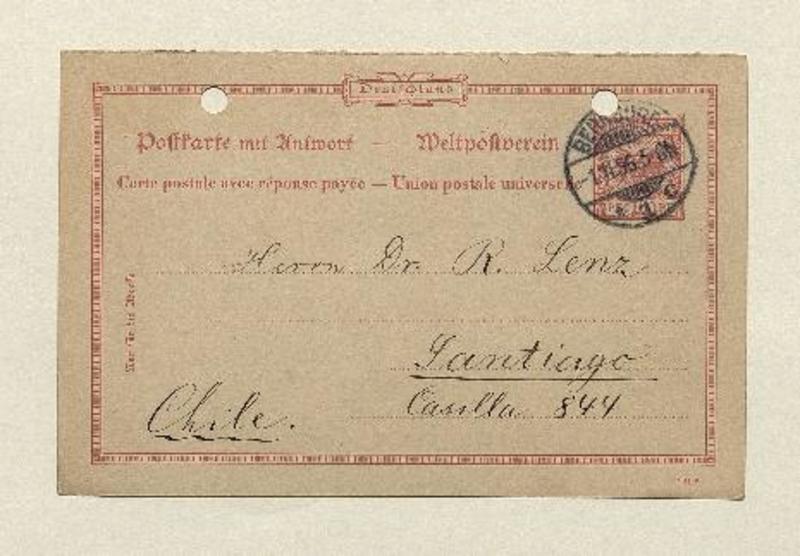 Deutschland
Postkarte mit Antwort — Weltpostverein
Carte postale avec réponse payée — Union postale universelle
Herrn Dr. R. Lenz
Santiago
Casilla 844
Chile.